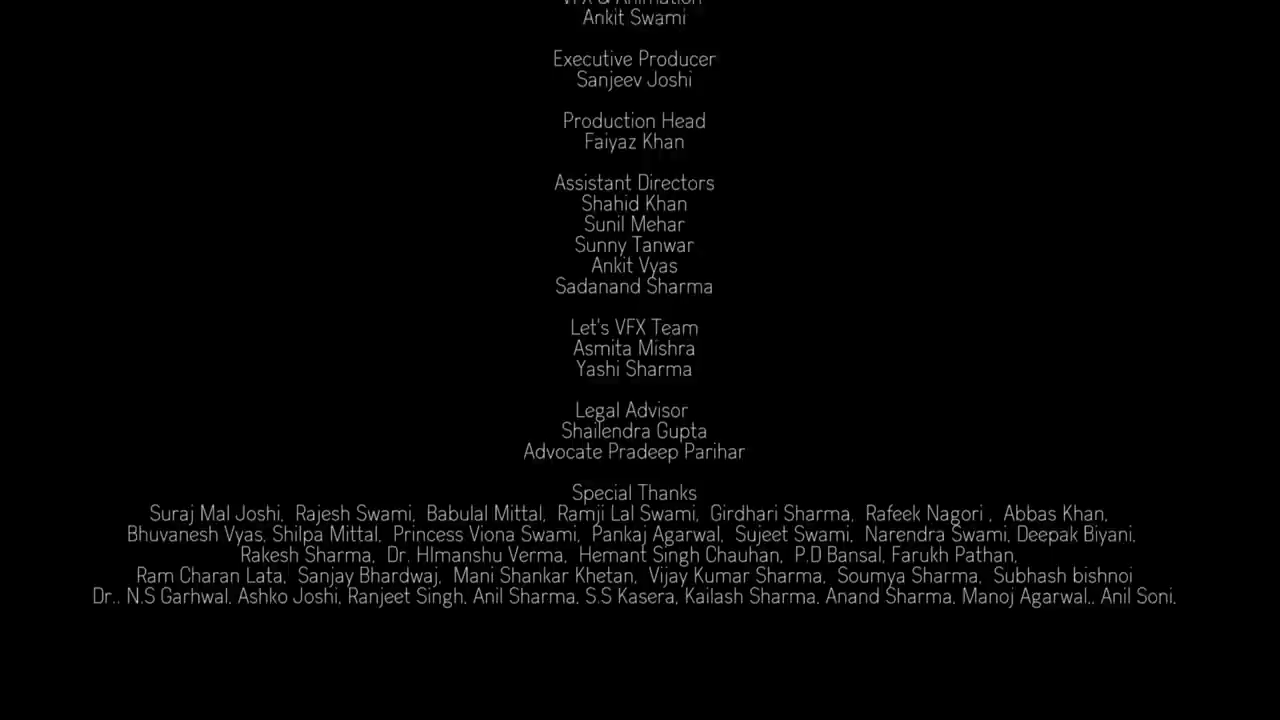 VFX & Animation
Ankit Swami
Executive Producer
Sanjeev Joshi
Production Head
Faiyaz Khan
Assistant Directors
Shahid Khan
Sunil Mehar
Sunny Tanwar
Ankit Vyas
Sadanand Sharma
Let's VFX Team
Asmita Mishra
Yashi Sharma
Legal Advisor
Shailendra Gupta
Advocate Pradeep Parihar
Special Thanks
Suraj Mal Joshi, Rajesh Swami, Babulal Mittal, Ramji Lal Swami, Girdhari Sharma, Rafeek Nagori , Abbas Khan,
Bhuvanesh Vyas, Shilpa Mittal, Princess Viona Swami, Pankaj Agarwal, Sujeet Swami, Narendra Swami, Deepak Biyani,
Rakesh Sharma, Dr. HImanshu Verma, Hemant Singh Chauhan, P.D Bansal, Farukh Pathan,
Ram Charan Lata, Sanjay Bhardwaj, Mani Shankar Khetan, Vijay Kumar Sharma, Soumya Sharma, Subhash bishnoi
Dr.. N.S Garhwal, Ashko Joshi, Ranjeet Singh, Anil Sharma, S.S Kasera, Kailash Sharma, Anand Sharma, Manoj Agarwal,, Anil Soni,